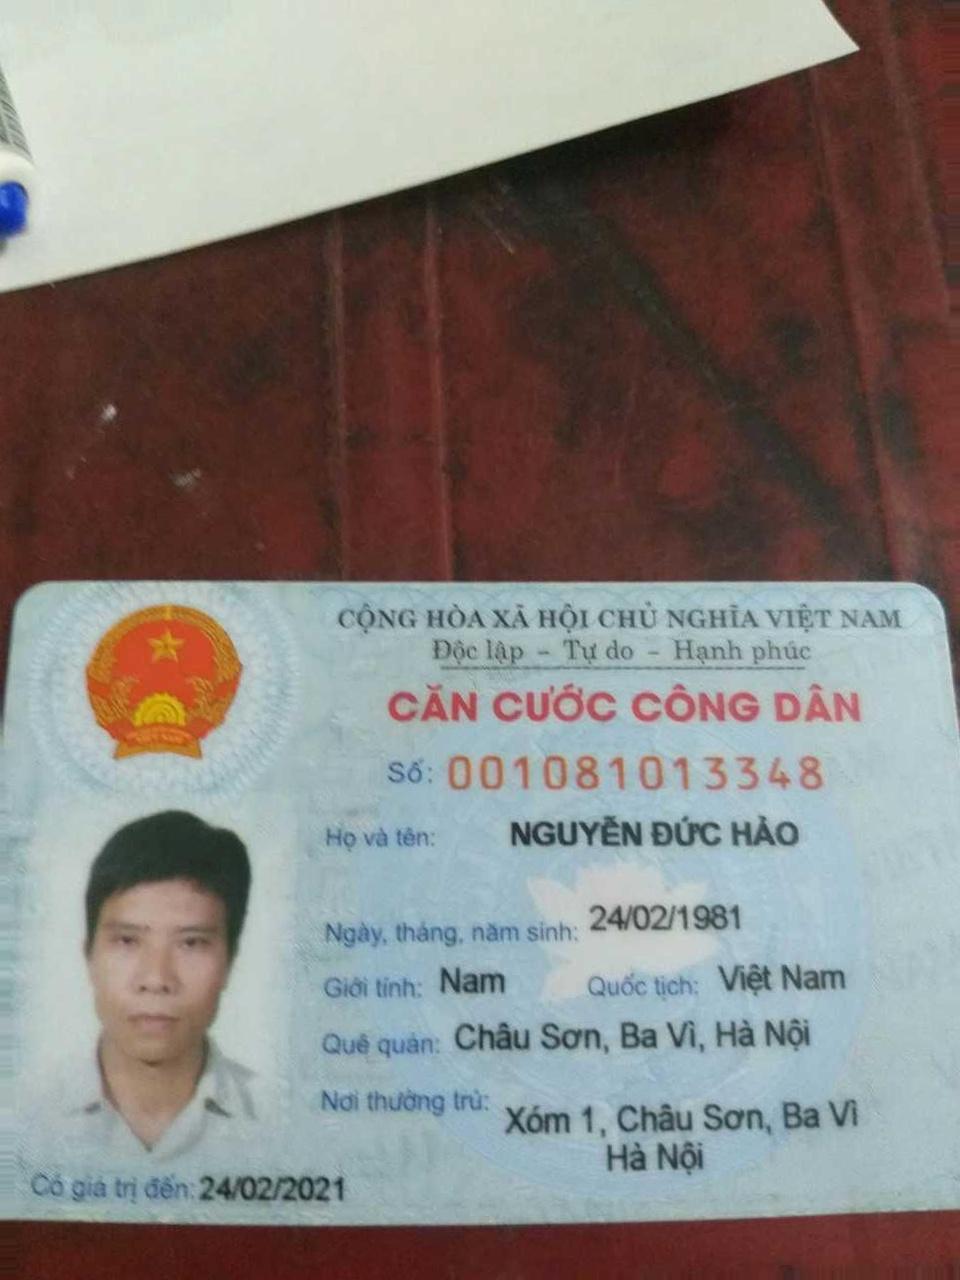 CỘNG HÒA XÃ HỘI CHỦ NGHĨA VIỆT NAM
Độc lập - Tự do - Hạnh phúc
CĂN CƯỚC CÔNG DÂN
Số: 001081013348
Họ và tên: NGUYỄN ĐỨC HẢO
Ngày, tháng, năm sinh: 24/02/1981
Giới tính: Nam Quốc tịch: Việt Nam
Quê quán: Châu Sơn, Ba Vì, Hà Nội
Nơi thường trú: Xóm 1, Châu Sơn, Ba Vì
Hà Nội
Có giá trị đến: 24/02/2021